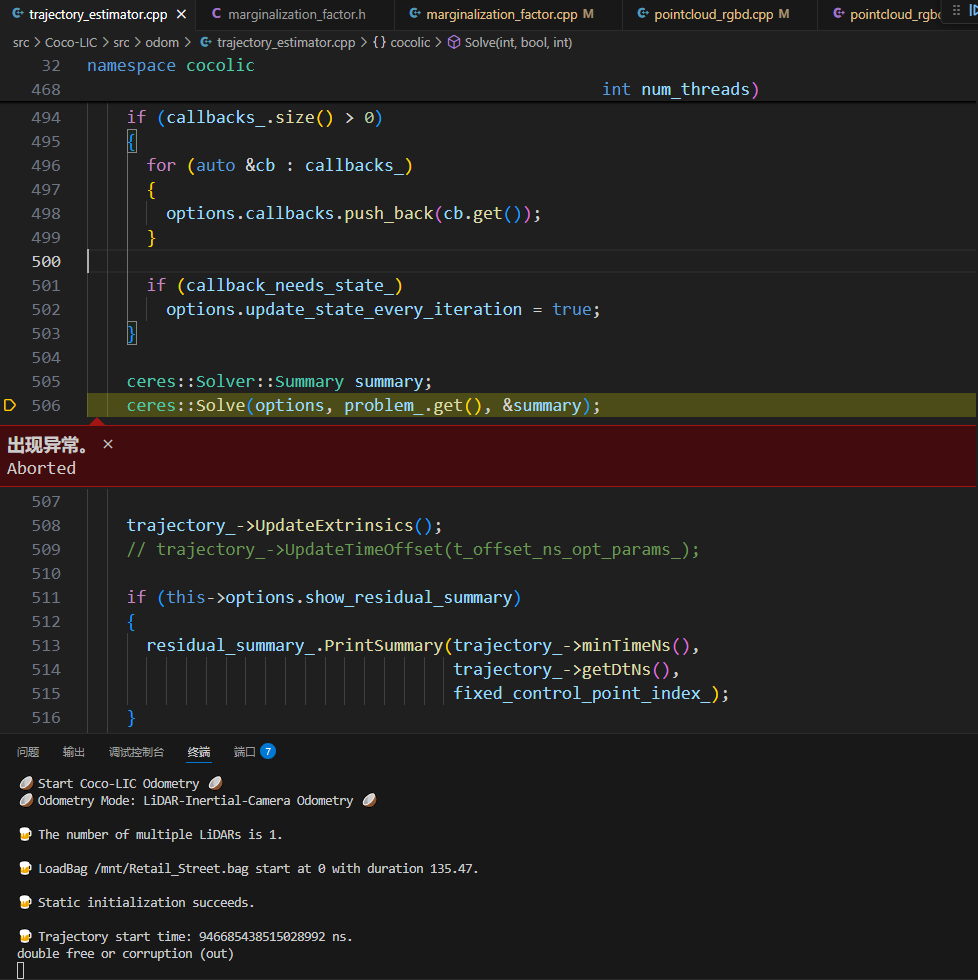 trajectory_estimator.cpp × marginalization_factor.h marginalization_factor.cpp M pointcloud_rgbd.cpp M pointcloud_rgbd
src > Coco-LIC > src > odom > trajectory_estimator.cpp > {} cocolic > Solve(int, bool, int)
32 namespace cocolic
468 int num_threads)
494 if (callbacks_.size() > 0)
495 {
496 for (auto &cb : callbacks_)
497 {
498 options.callbacks.push_back(cb.get());
499 }
500
501 if (callback_needs_state_)
502 options.update_state_every_iteration = true;
503 }
504
505 ceres::Solver::Summary summary;
506 ceres::Solve(options, problem_.get(), &summary);
出现异常。 ×
Aborted
507
508 trajectory_->UpdateExtrinsics();
509 // trajectory_->UpdateTimeOffset(t_offset_ns_opt_params_);
510
511 if (this->options.show_residual_summary)
512 {
513 residual_summary_.PrintSummary(trajectory_->minTimeNs(),
514 trajectory_->getDtNs(),
515 fixed_control_point_index_);
516 }
问题 输出 调试控制台 终端 端口 7
🥥 Start Coco-LIC Odometry 🥥
🥥 Odometry Mode: LiDAR-Inertial-Camera Odometry 🥥
🍺 The number of multiple LiDARs is 1.
🍺 LoadBag /mnt/Retail_Street.bag start at 0 with duration 135.47.
🍺 Static initialization succeeds.
🍺 Trajectory start time: 946685438515028992 ns.
double free or corruption (out)